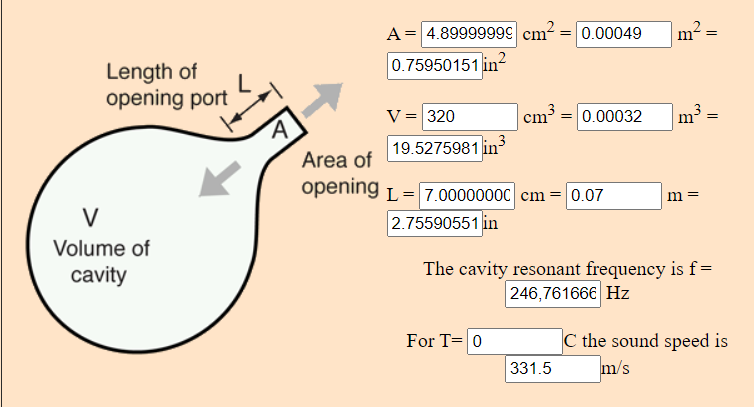 Length of
opening port
L
A
Area of
opening
V
Volume of
cavity
A = 4.89999999 cm² = 0.00049 m² =
0.75950151 in²
V = 320 cm³ = 0.00032 m³ =
19.5275981 in³
L = 7.00000000 cm = 0.07 m =
2.75590551 in
The cavity resonant frequency is f =
246,761666 Hz
For T= 0 C the sound speed is
331.5 m/s